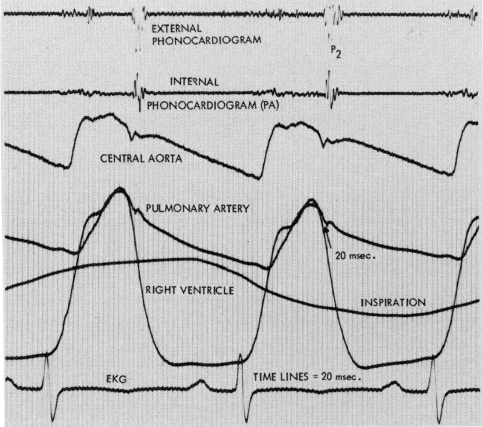 EXTERNAL
PHONOCARDIOGRAM
P2
INTERNAL
PHONOCARDIOGRAM (PA)
CENTRAL AORTA
PULMONARY ARTERY
20 msec.
RIGHT VENTRICLE
INSPIRATION
EKG
TIME LINES = 20 msec.